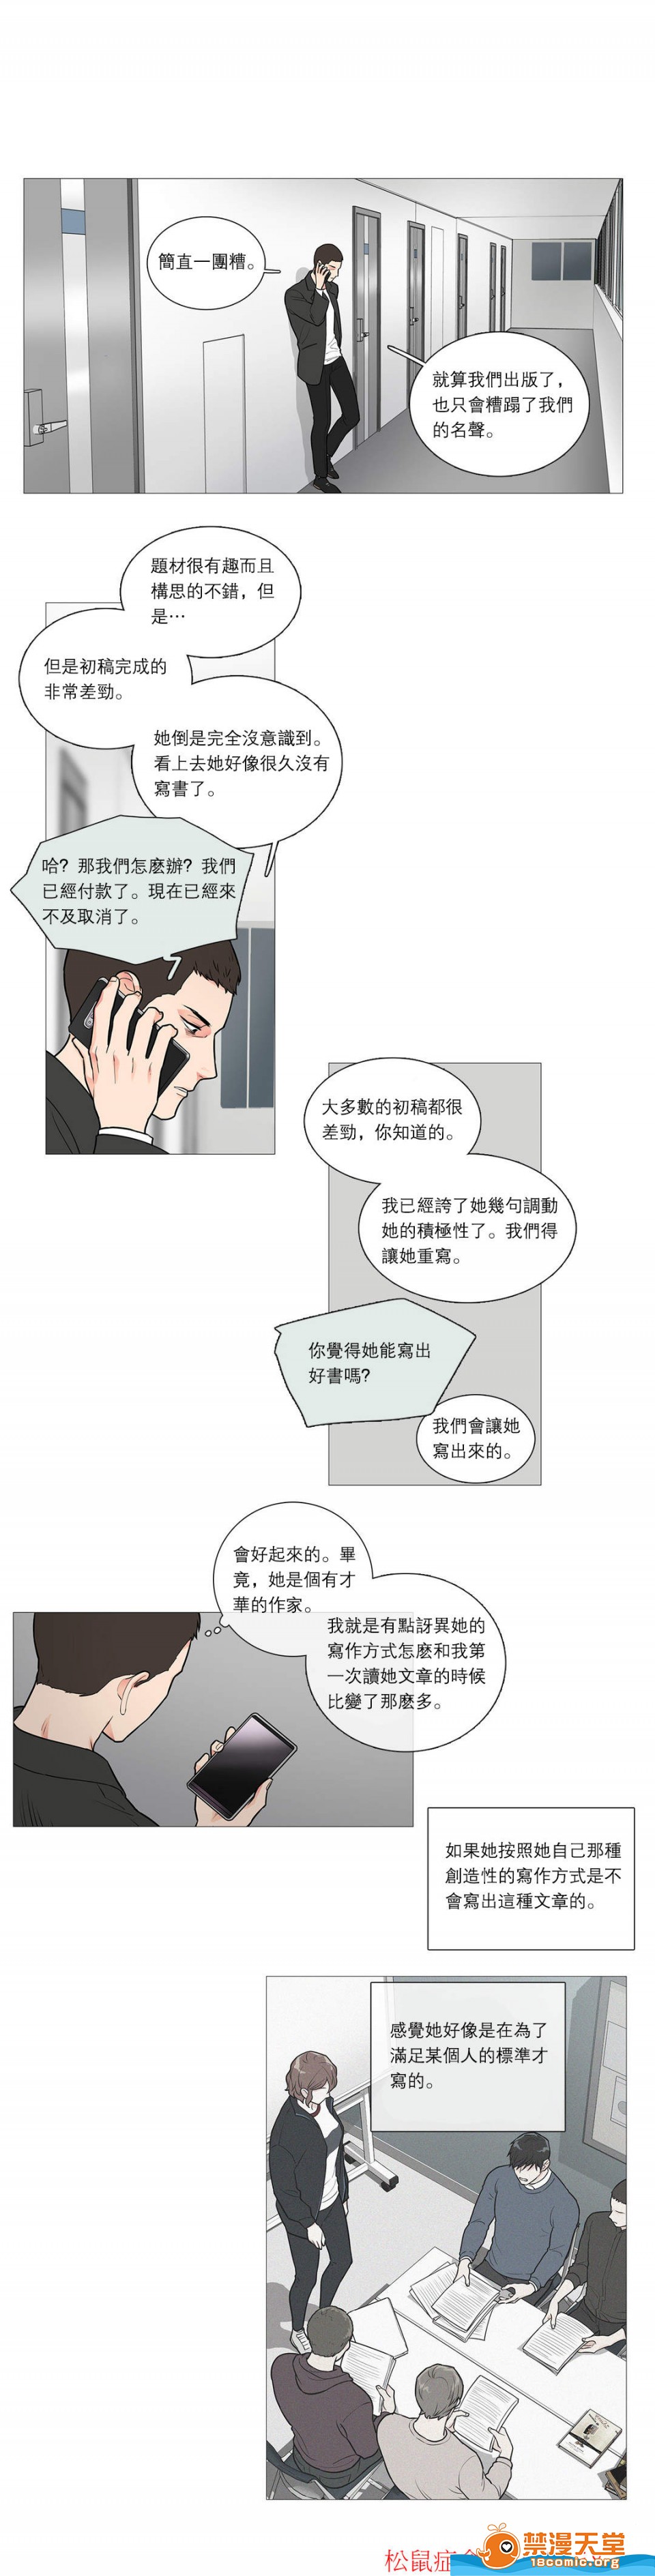 簡直一團糟。
就算我們出版了，
也只會糟蹋了我們
的名聲。
題材很有趣而且
構思的不錯，但
是…
但是初稿完成的
非常差勁。
她倒是完全沒意識到。
看上去她好像很久沒有
寫書了。
哈？那我們怎麽辦？我們
已經付款了。現在已經來
不及取消了。
大多數的初稿都很
差勁，你知道的。
我已經誇了她幾句調動
她的積極性了。我們得
讓她重寫。
你覺得她能寫出
好書嗎？
我們會讓她
寫出來的。
會好起來的。畢
竟，她是個有才
華的作家。
我就是有點訝異她的
寫作方式怎麽和我第
一次讀她文章的時候
比變了那麽多。
如果她按照她自己那種
創造性的寫作方式是不
會寫出這種文章的。
感覺她好像是在為了
滿足某個人的標準才
寫的。
松鼠症
禁漫天堂
18comic.org